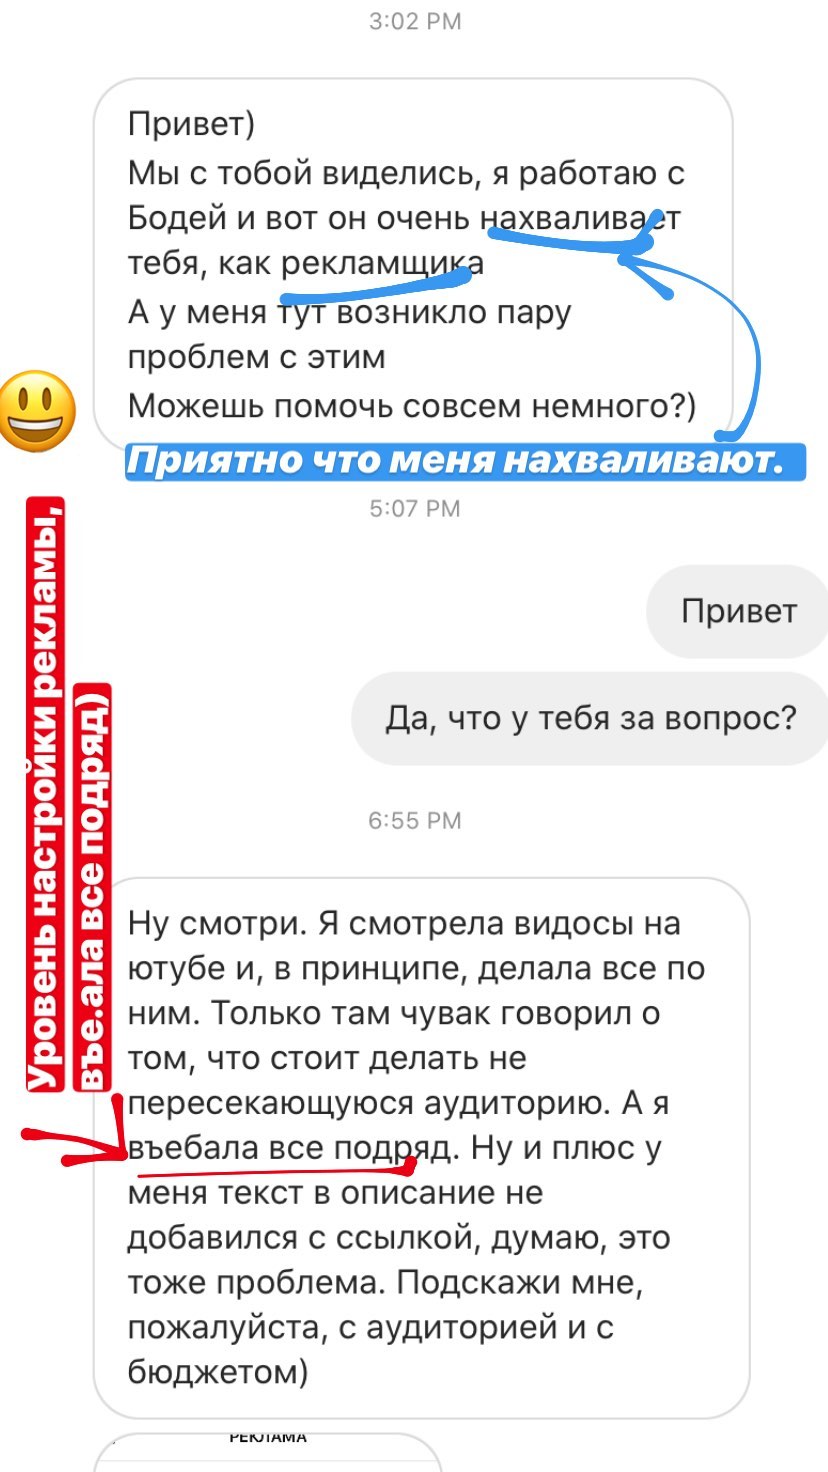 3:02 PM
Привет)
Мы с тобой виделись, я работаю с
Бодей и вот он очень нахваливает
тебя, как рекламщика
А у меня тут возникло пару
проблем с этим
Можешь помочь совсем немного?)
Приятно что меня нахваливают.
5:07 PM
Привет
Да, что у тебя за вопрос?
Уровень настройки рекламы,
въе.ала все подряд)
6:55 PM
Ну смотри. Я смотрела видосы на
ютубе и, в принципе, делала все по
ним. Только там чувак говорил о
том, что стоит делать не
пересекающуюся аудиторию. А я
въебала все подряд. Ну и плюс у
меня текст в описание не
добавился с ссылкой, думаю, это
тоже проблема. Подскажи мне,
пожалуйста, с аудиторией и с
бюджетом)
РЕКЛАМА